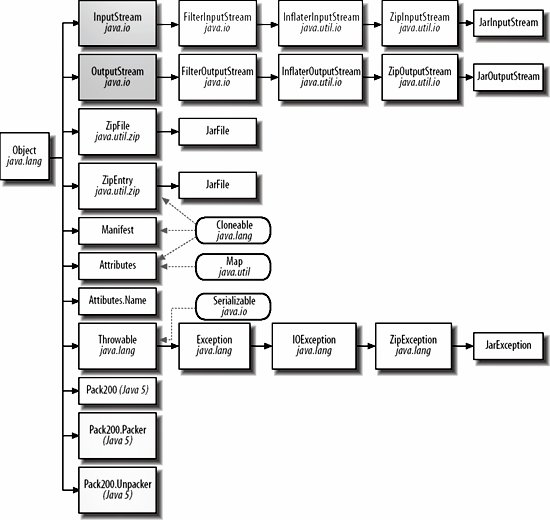 InputStream
java.io
FilterInputStream
java.io
InflaterInputStream
java.util.io
ZipInputStream
java.util.io
JarInputStream
OutputStream
java.io
FilterOutputStream
java.io
InflaterOutputStream
java.util.io
ZipOutputStream
java.util.io
JarOutputStream
Object
java.lang
ZipFile
java.util.zip
JarFile
ZipEntry
java.util.zip
JarFile
Manifest
Cloneable
java.lang
Attributes
Map
java.util
Attibutes.Name
Serializable
java.io
Throwable
java.lang
Exception
java.lang
IOException
java.lang
ZipException
java.lang
JarException
Pack200 (Java 5)
Pack200.Packer
(Java 5)
Pack200.Unpacker
(Java 5)